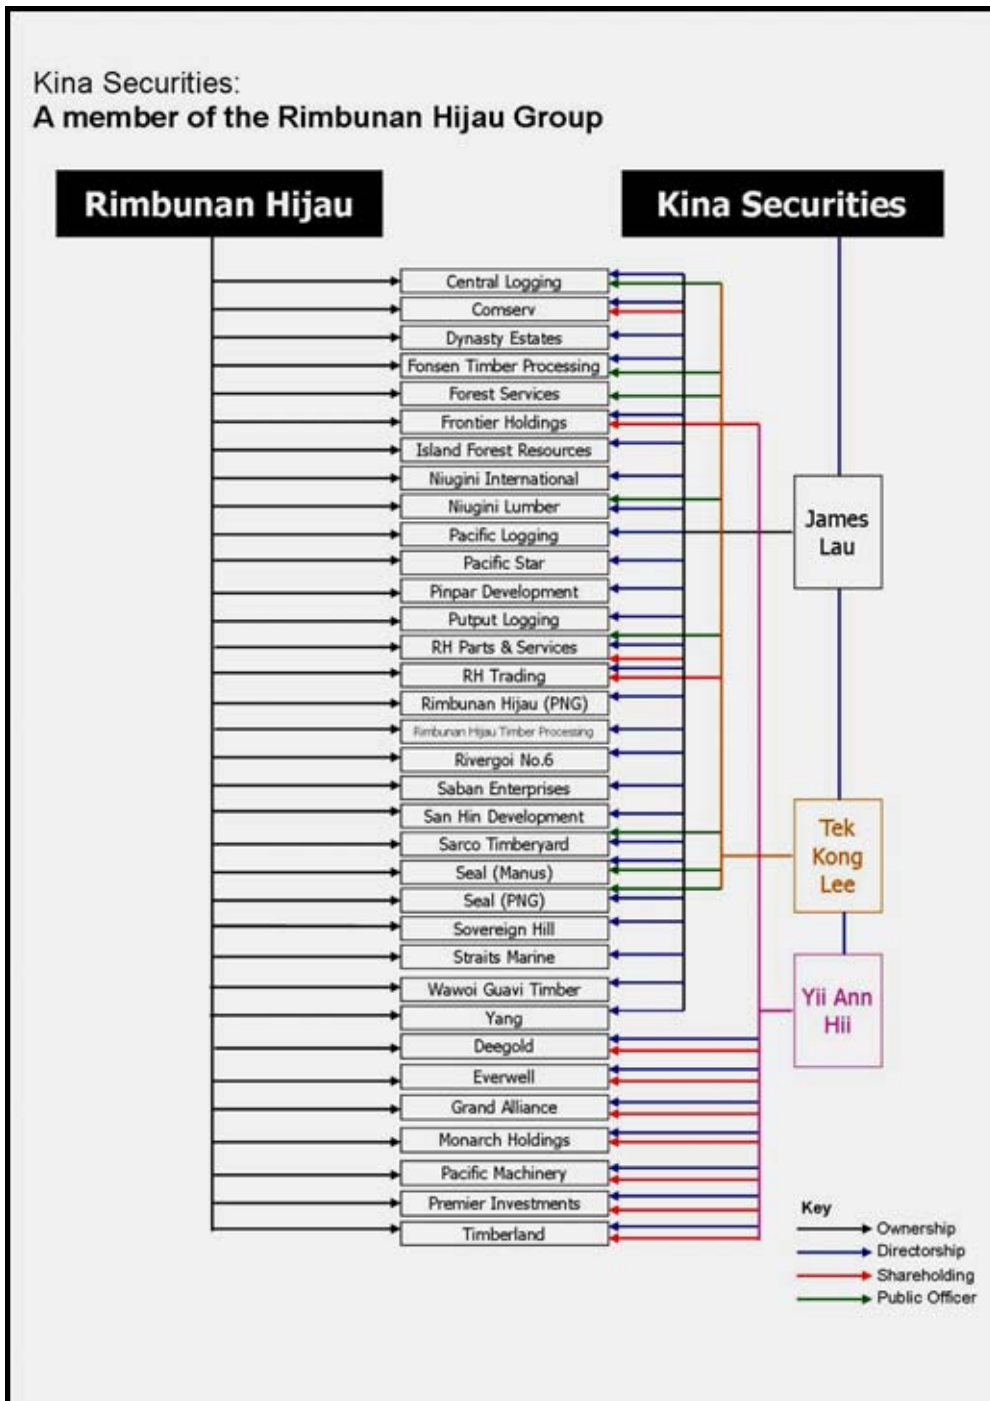 Kina Securities:
A member of the Rimbunan Hijau Group
Rimbunan Hijau
Kina Securities
Central Logging
Comserv
Dynasty Estates
Fonsen Timber Processing
Forest Services
Frontier Holdings
Island Forest Resources
Niugini International
Niugini Lumber
Pacific Logging
Pacific Star
Pinpar Development
Putput Logging
RH Parts & Services
RH Trading
Rimbunan Hijau (PNG)
Rimbunan Hijau Timber Processing
Rivergoi No.6
Saban Enterprises
San Hin Development
Sarco Timberyard
Seal (Manus)
Seal (PNG)
Sovereign Hill
Straits Marine
Wawoi Guavi Timber
Yang
Deegold
Everwell
Grand Alliance
Monarch Holdings
Pacific Machinery
Premier Investments
Timberland
James
Lau
Tek
Kong
Lee
Yii Ann
Hii
Key
Ownership
Directorship
Shareholding
Public Officer